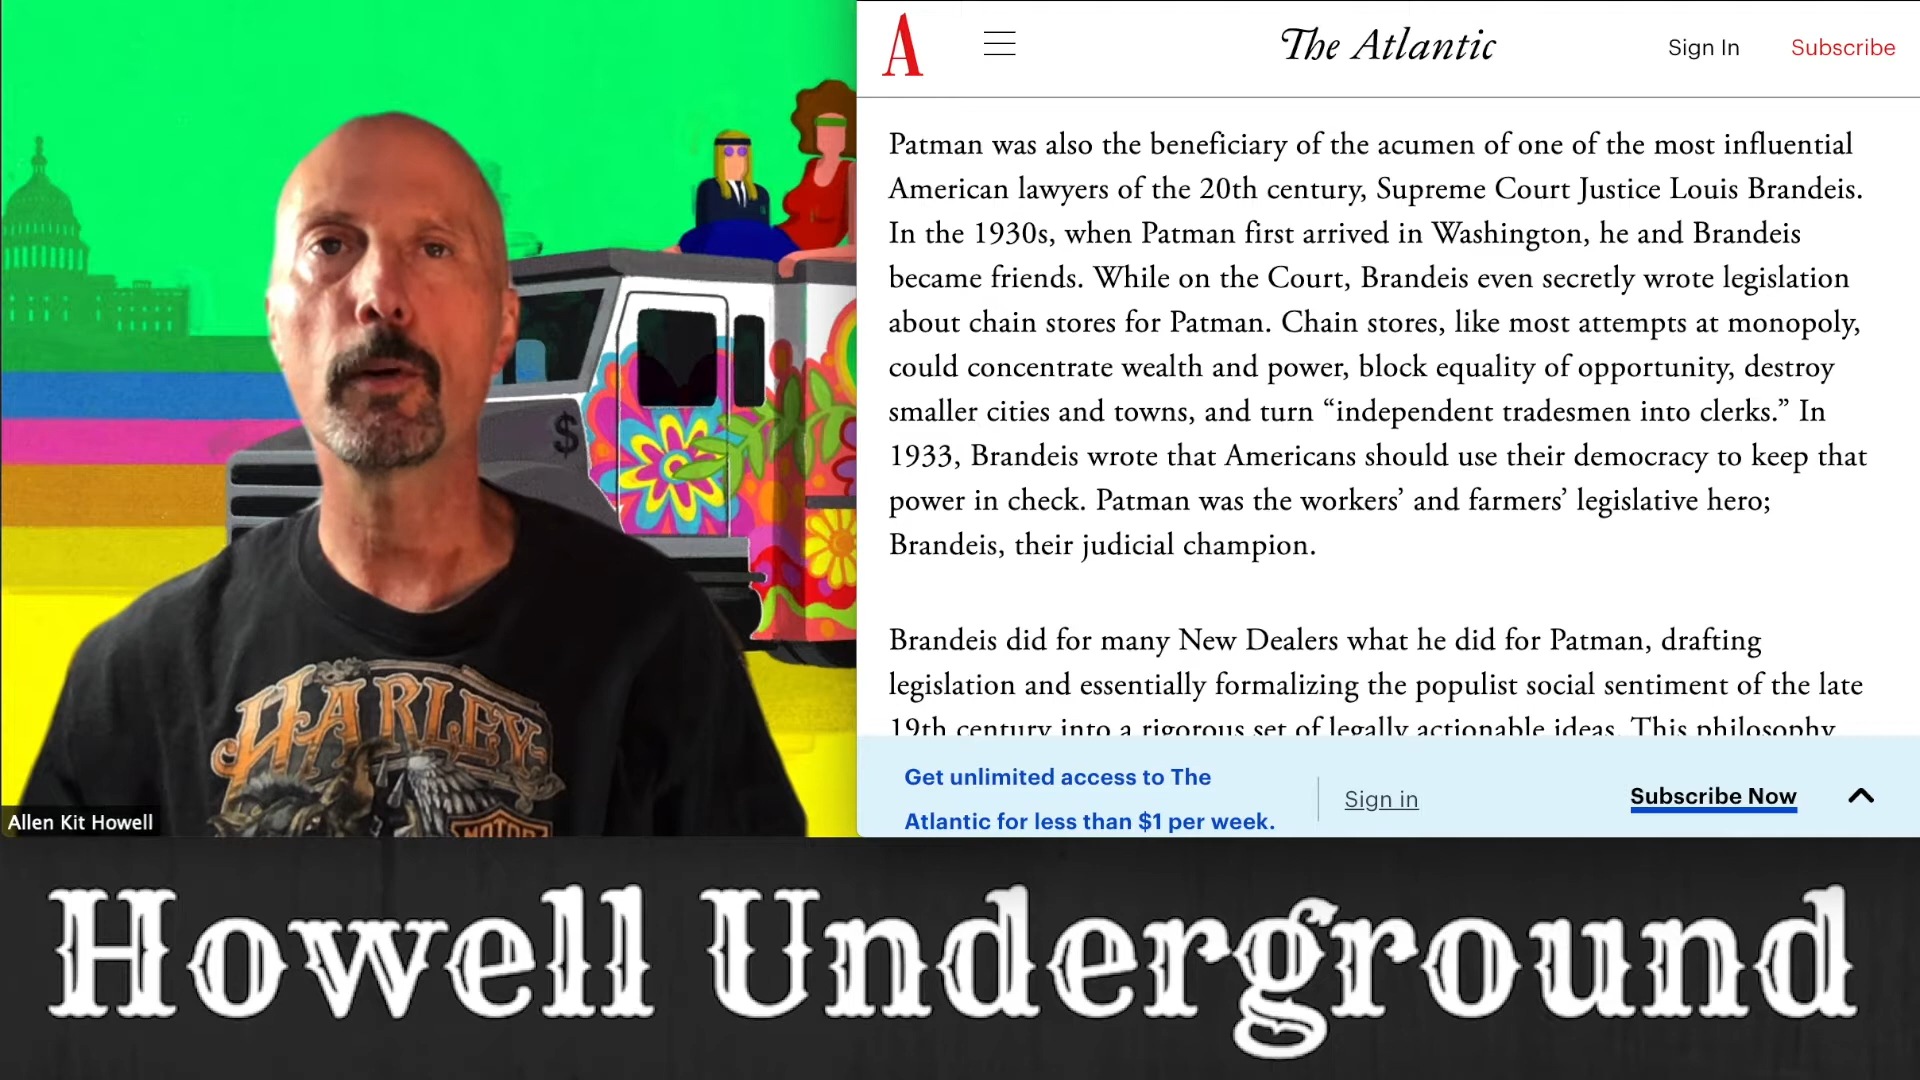 A
The Atlantic
Sign In
Subscribe
Patman was also the beneficiary of the acumen of one of the most influential
American lawyers of the 20th century, Supreme Court Justice Louis Brandeis.
In the 1930s, when Patman first arrived in Washington, he and Brandeis
became friends. While on the Court, Brandeis even secretly wrote legislation
about chain stores for Patman. Chain stores, like most attempts at monopoly,
could concentrate wealth and power, block equality of opportunity, destroy
smaller cities and towns, and turn “independent tradesmen into clerks.” In
1933, Brandeis wrote that Americans should use their democracy to keep that
power in check. Patman was the workers’ and farmers’ legislative hero;
Brandeis, their judicial champion.
Brandeis did for many New Dealers what he did for Patman, drafting
legislation and essentially formalizing the populist social sentiment of the late
19th century into a rigorous set of legally actionable ideas. This philosophy
Get unlimited access to The
Atlantic for less than $1 per week.
Sign in
Subscribe Now
$
HARLEY
MOTOR
Allen Kit Howell
Howell Underground